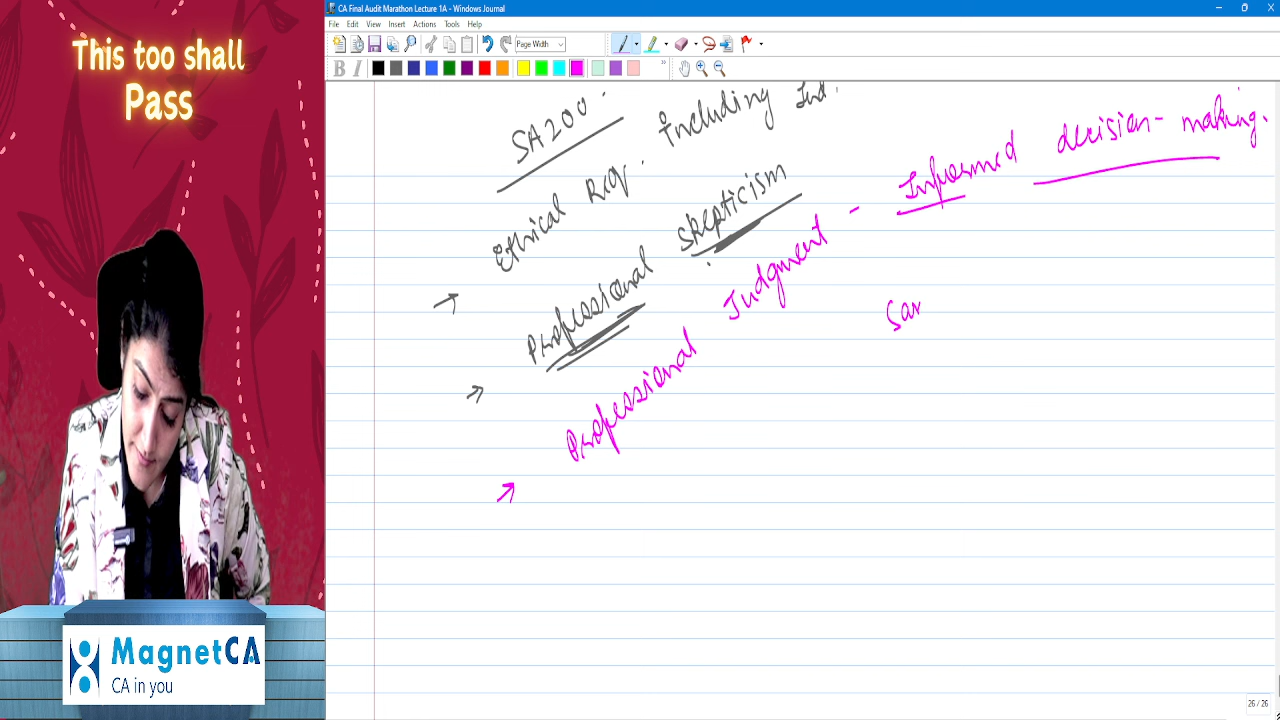 This too shall
Pass
CA Final Audit Marathon Lecture 1A - Windows Journal
File Edit View Insert Actions Tools Help
Page Width
B I
SA200.
Ethical Req. Including Ind.
Professional Skepticism
Professional Judgment - Informed decision-making.
Sar
MagnetCA
CA in you
26 / 26